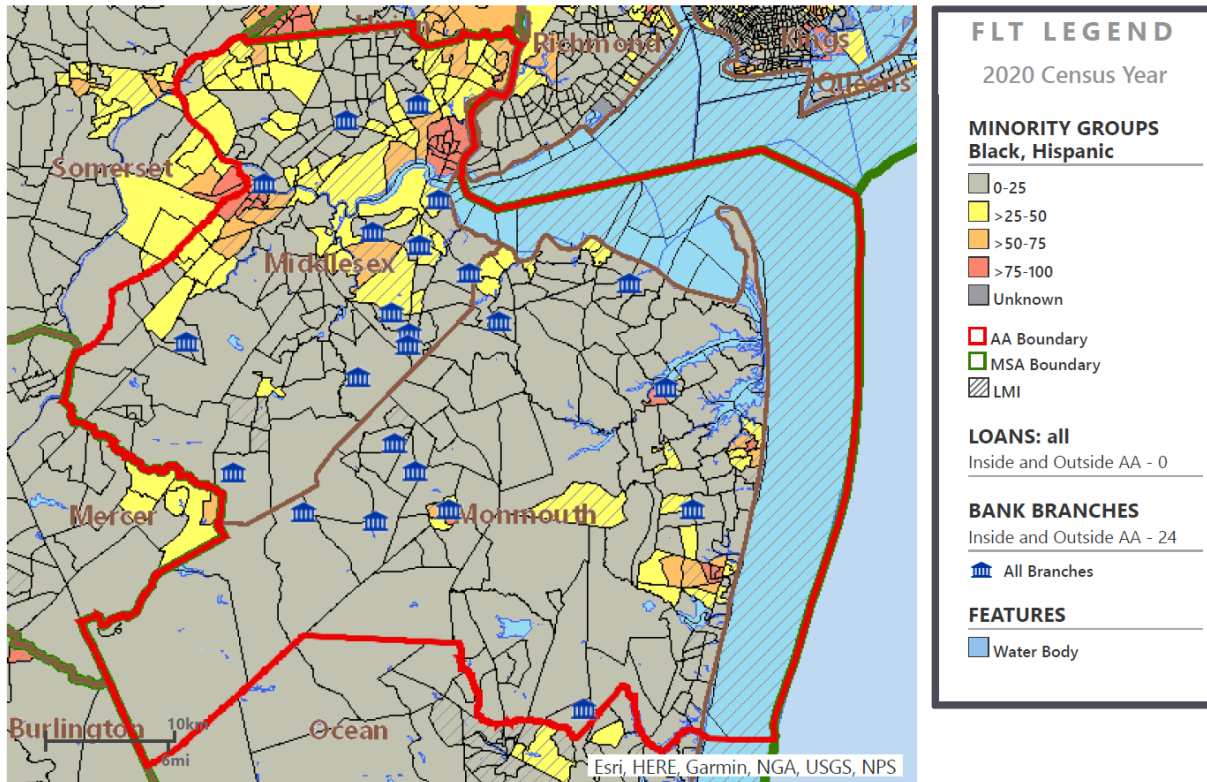 Union
Richmond
Kings
Queens
Somerset
Middlesex
Mercer
Monmouth
Burlington
Ocean
10km
6mi
Esri, HERE, Garmin, NGA, USGS, NPS
FLT LEGEND
2020 Census Year
MINORITY GROUPS
Black, Hispanic
0-25
>25-50
>50-75
>75-100
Unknown
AA Boundary
MSA Boundary
LMI
LOANS: all
Inside and Outside AA - 0
BANK BRANCHES
Inside and Outside AA - 24
All Branches
FEATURES
Water Body